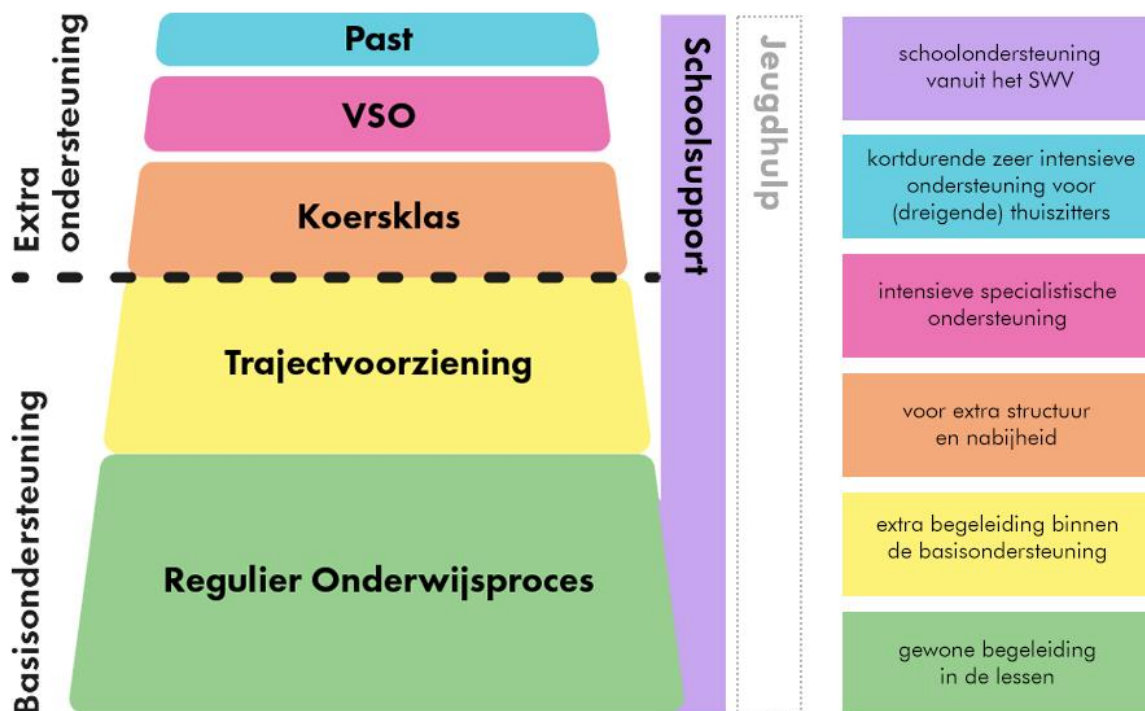 Extra
ondersteuning
Basisondersteuning
Past
VSO
Koersklas
Trajectvoorziening
Regulier Onderwijsproces
Schoolsupport
Jeugdhulp
schoolondersteuning
vanuit het SWV
kortdurende zeer intensieve
ondersteuning voor
(dreigende) thuiszitters
intensieve specialistische
ondersteuning
voor extra structuur
en nabijheid
extra begeleiding binnen
de basisondersteuning
gewone begeleiding
in de lessen